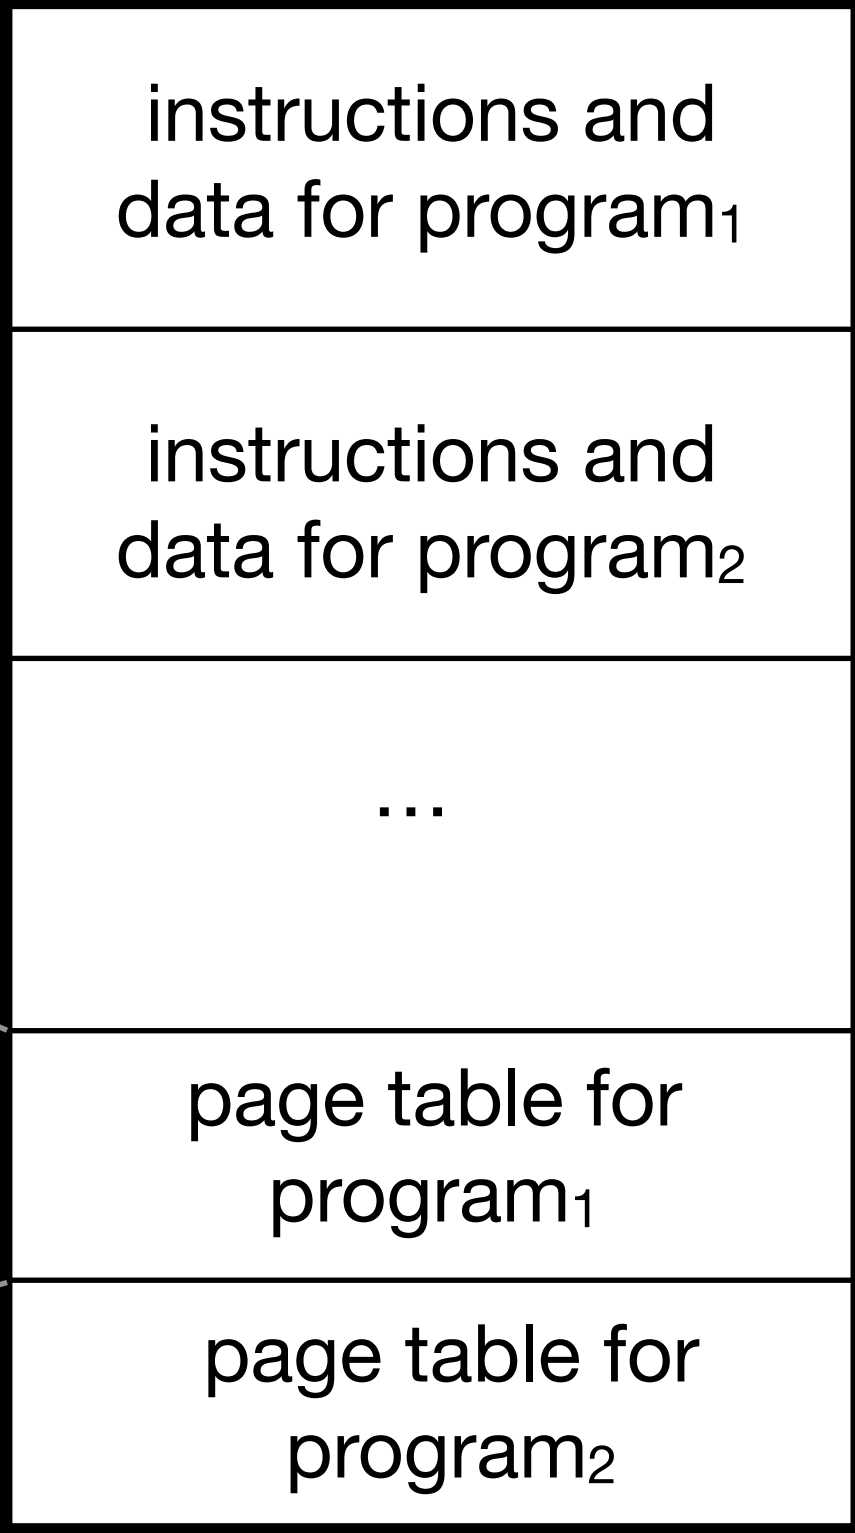 instructions and
data for program₁
instructions and
data for program₂
...
page table for
program₁
page table for
program₂